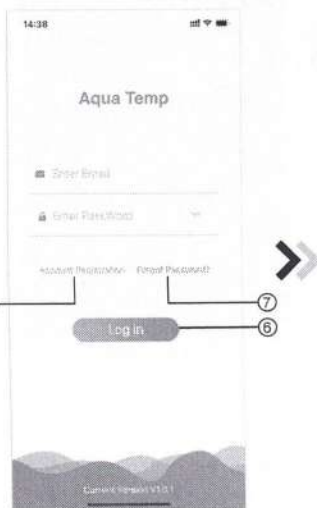 14:38
Aqua Temp
Enter Email
Enter Password
Account Registration Forgot Password?
⑦
Log in ⑥
Current Version V1.0.1